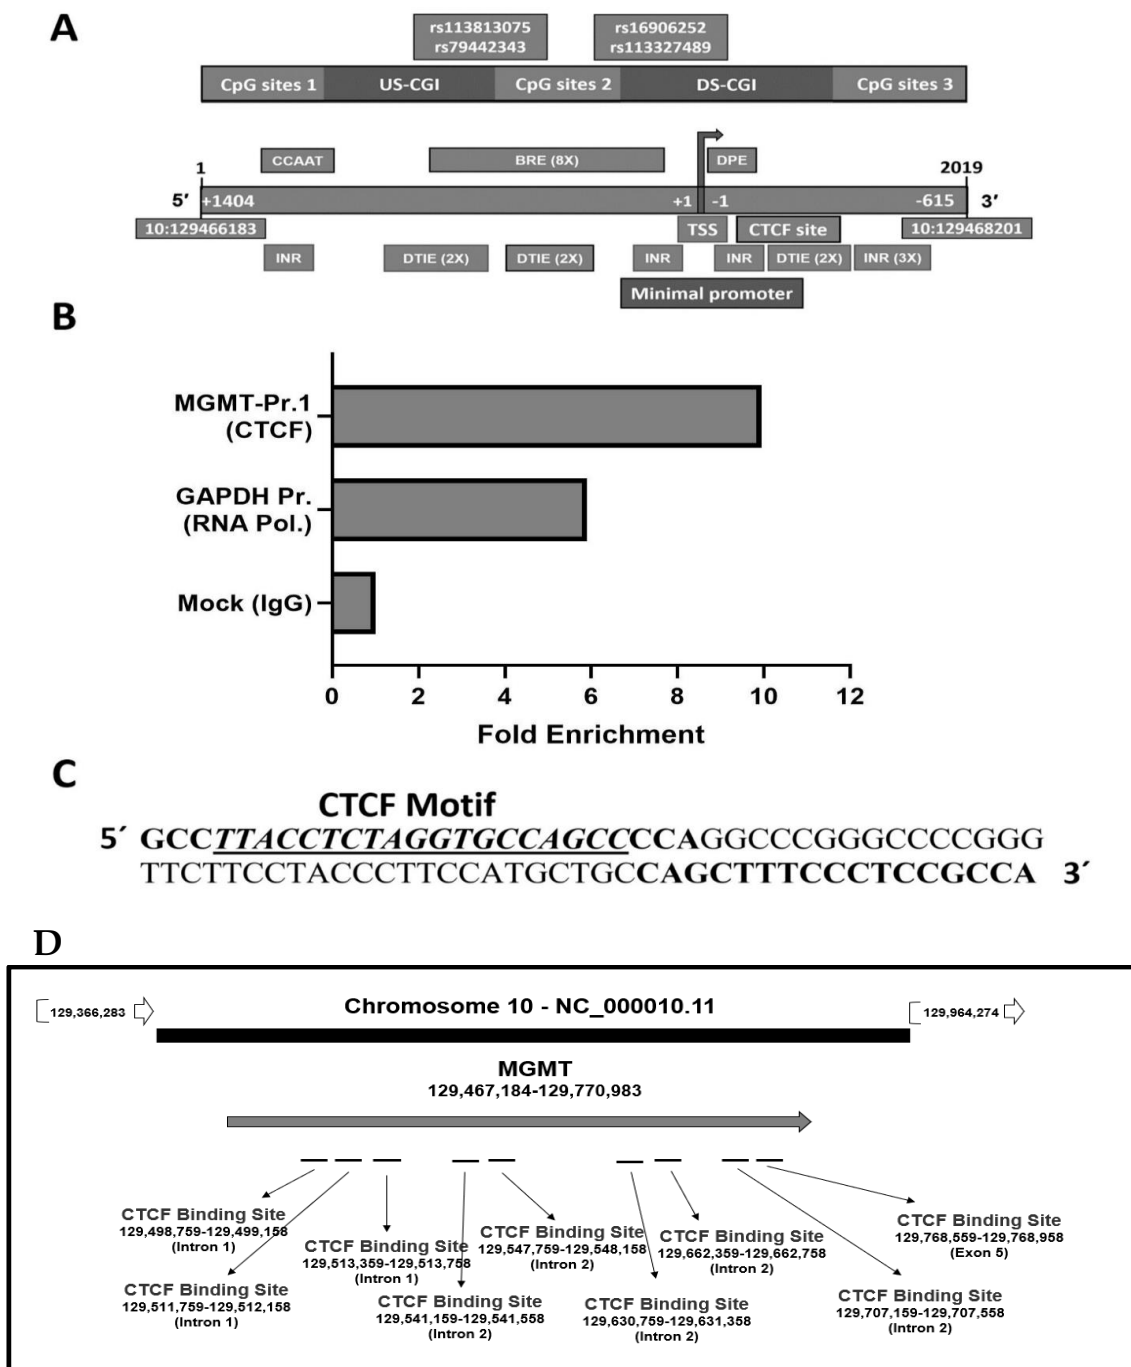 A
rs113813075
rs79442343
rs16906252
rs113327489
CpG sites 1
US-CGI
CpG sites 2
DS-CGI
CpG sites 3
CCAAT
BRE (8X)
DPE
1
2019
5′
+1404
+1
-1
-615
3′
10:129466183
TSS
CTCF site
10:129468201
INR
DTIE (2X)
DTIE (2X)
INR
INR
DTIE (2X)
INR (3X)
Minimal promoter
B
MGMT-Pr.1
(CTCF)
GAPDH Pr.
(RNA Pol.)
Mock (IgG)
0 2 4 6 8 10 12
Fold Enrichment
C
CTCF Motif
5´ GCCTTACCTCTAGGTGCCAGCCCCAGGCCCGGGCCCCGGG
TTCTTCCTACCCTTCCATGCTGCCAGCTTTCCCTCCGCCA 3´
D
129,366,283
Chromosome 10 - NC_000010.11
129,964,274
MGMT
129,467,184-129,770,983
CTCF Binding Site
129,498,759-129,499,158
(Intron 1)
CTCF Binding Site
129,511,759-129,512,158
(Intron 1)
CTCF Binding Site
129,513,359-129,513,758
(Intron 1)
CTCF Binding Site
129,541,159-129,541,558
(Intron 2)
CTCF Binding Site
129,547,759-129,548,158
(Intron 2)
CTCF Binding Site
129,630,759-129,631,358
(Intron 2)
CTCF Binding Site
129,662,359-129,662,758
(Intron 2)
CTCF Binding Site
129,707,159-129,707,558
(Intron 2)
CTCF Binding Site
129,768,559-129,768,958
(Exon 5)